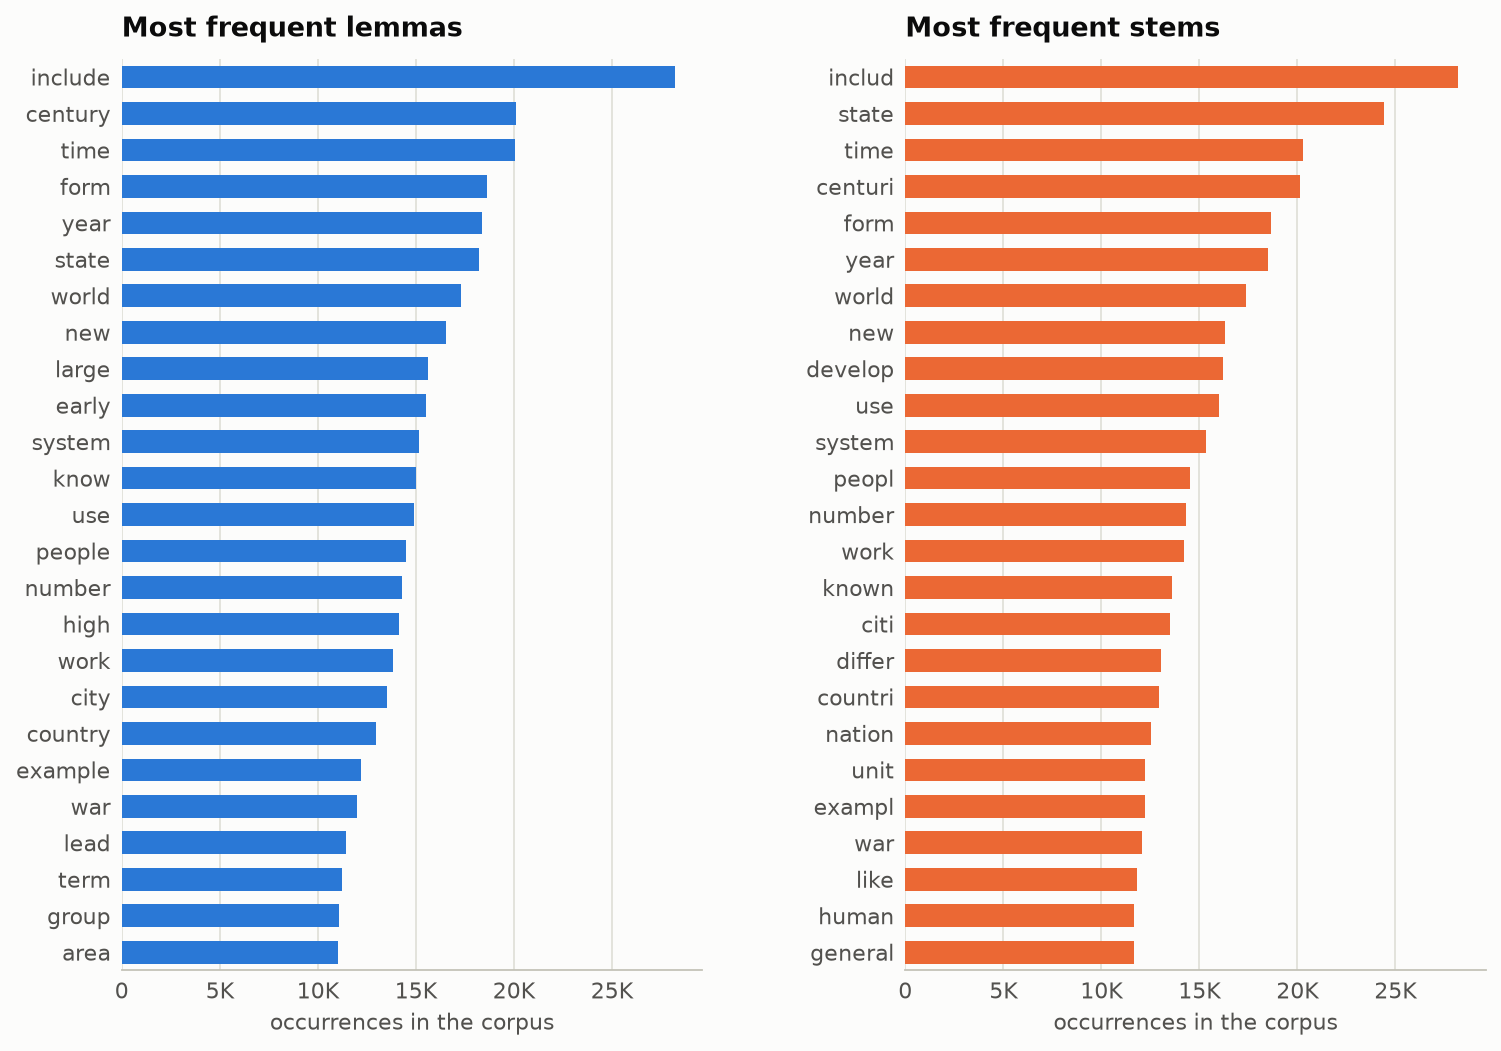 Most frequent lemmas
include
century
time
form
year
state
world
new
large
early
system
know
use
people
number
high
work
city
country
example
war
lead
term
group
area
0 5K 10K 15K 20K 25K
occurrences in the corpus
Most frequent stems
includ
state
time
centuri
form
year
world
new
develop
use
system
peopl
number
work
known
citi
differ
countri
nation
unit
exampl
war
like
human
general
0 5K 10K 15K 20K 25K
occurrences in the corpus